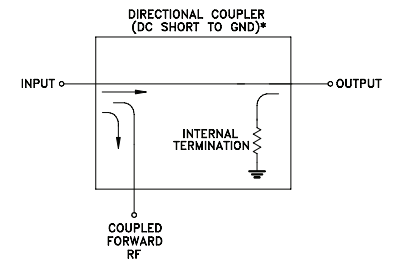 DIRECTIONAL COUPLER
(DC SHORT TO GND)*
INPUT
OUTPUT
INTERNAL
TERMINATION
COUPLED
FORWARD
RF